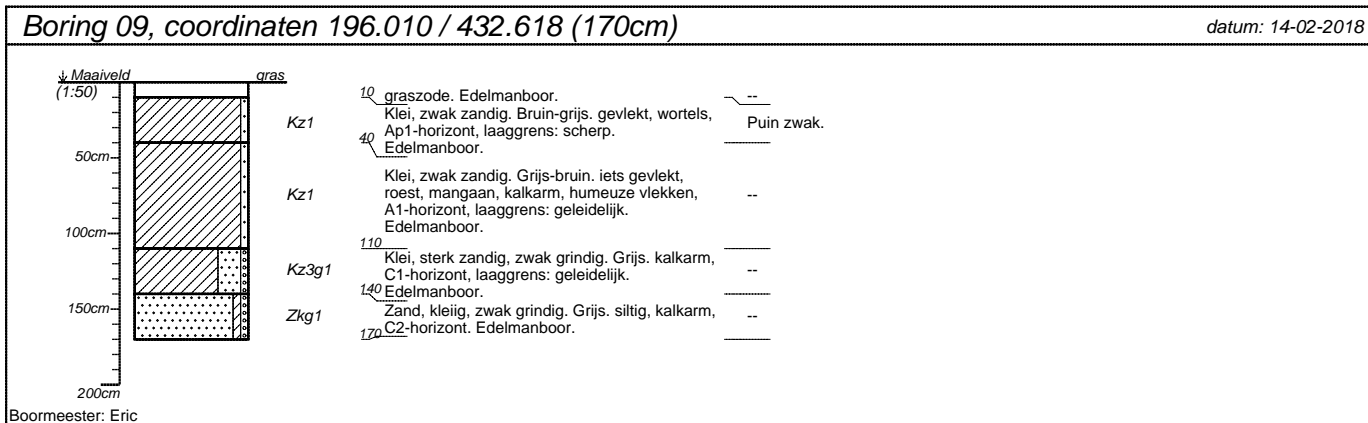 Boring 09, coordinaten 196.010 / 432.618 (170cm) datum: 14-02-2018
Maaiveld gras
(1:50)
10 graszode. Edelmanboor. --
Kz1 Klei, zwak zandig. Bruin-grijs. gevlekt, wortels, Puin zwak.
Ap1-horizont, laaggrens: scherp.
40 Edelmanboor.
50cm
Klei, zwak zandig. Grijs-bruin. iets gevlekt,
Kz1 roest, mangaan, kalkarm, humeuze vlekken, --
A1-horizont, laaggrens: geleidelijk.
Edelmanboor.
100cm
110
Kz3g1 Klei, sterk zandig, zwak grindig. Grijs. kalkarm, --
C1-horizont, laaggrens: geleidelijk.
140 Edelmanboor.
150cm Zkg1 Zand, kleiig, zwak grindig. Grijs. siltig, kalkarm, --
170 C2-horizont. Edelmanboor.
200cm
Boormeester: Eric